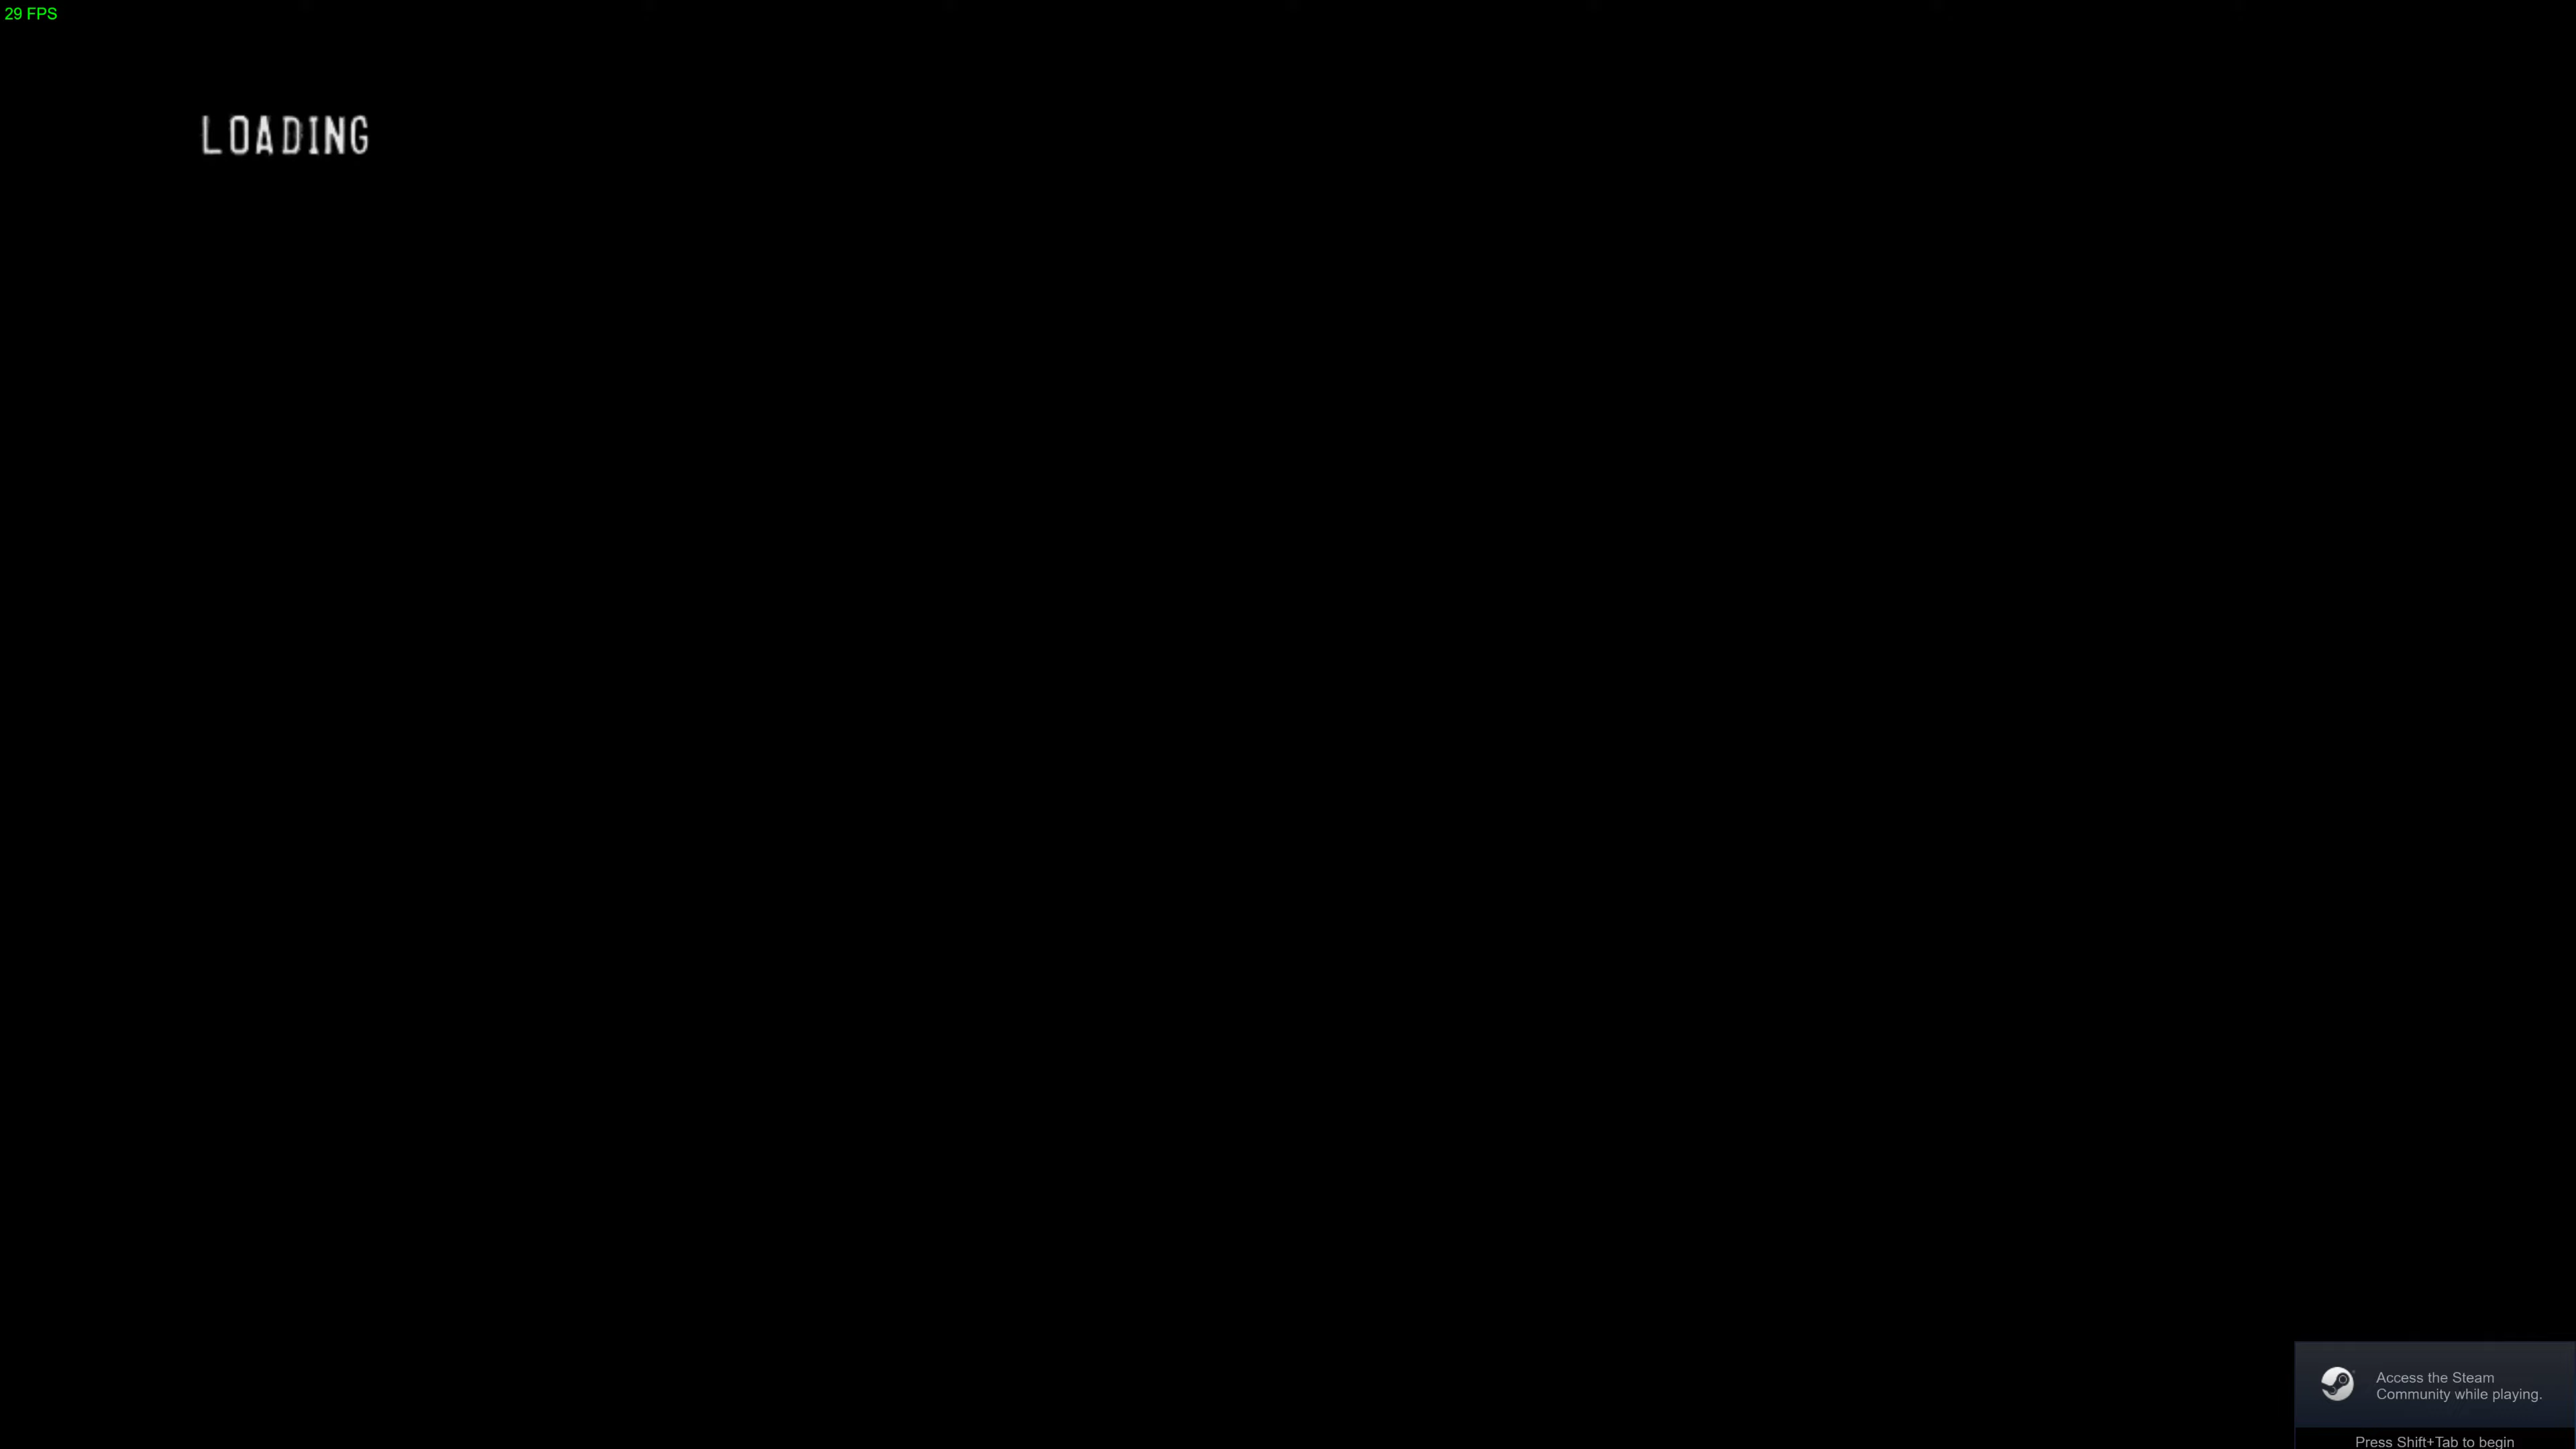 29 FPS
LOADING
Access the Steam
Community while playing.
Press Shift+Tab to begin